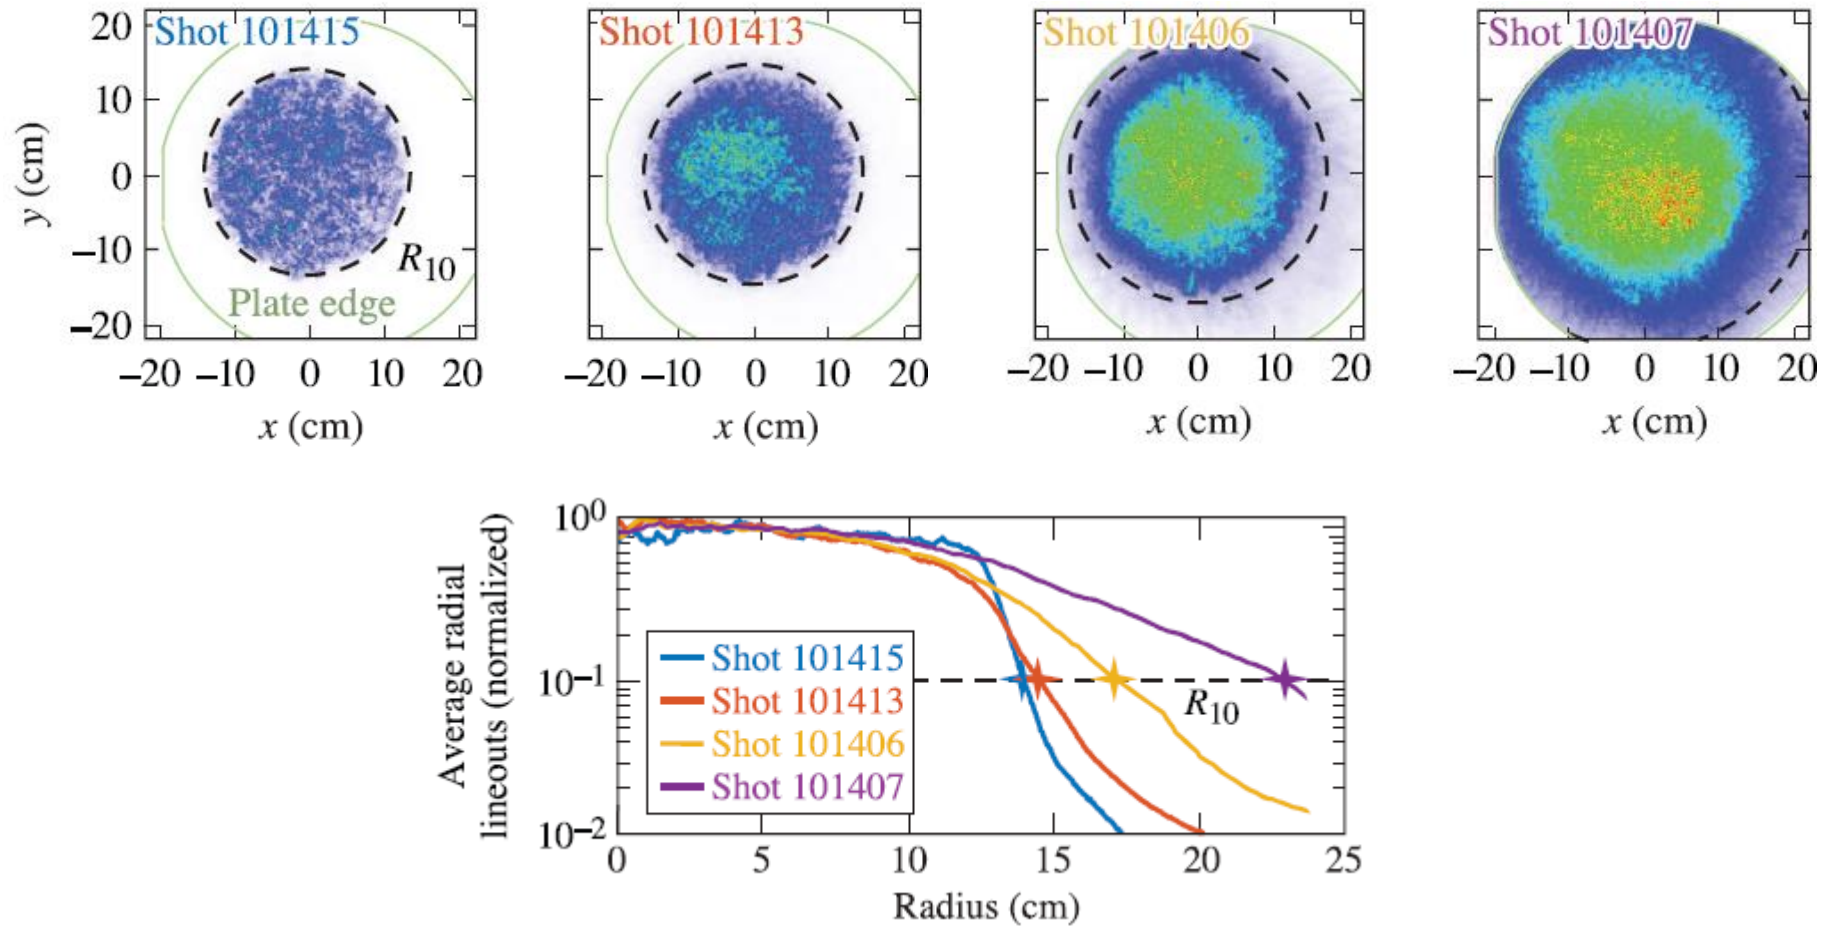 Shot 101415
Shot 101413
Shot 101406
Shot 101407
y (cm)
20
10
0
−10
−20
R10
Plate edge
−20 −10 0 10 20
−20 −10 0 10 20
−20 −10 0 10 20
−20 −10 0 10 20
x (cm)
x (cm)
x (cm)
x (cm)
Average radial
lineouts (normalized)
10^0
10^−1
10^−2
Shot 101415
Shot 101413
Shot 101406
Shot 101407
R10
0 5 10 15 20 25
Radius (cm)